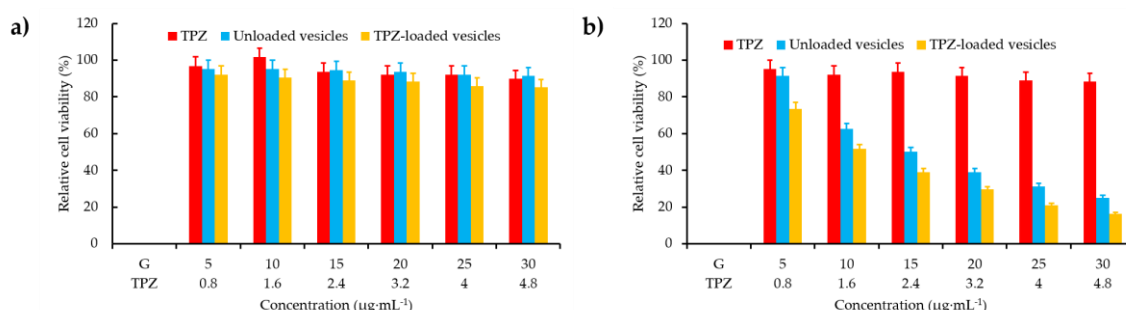 a)
Relative cell viability (%)
120
100
80
60
40
20
0
TPZ Unloaded vesicles TPZ-loaded vesicles
G 5 10 15 20 25 30
TPZ 0.8 1.6 2.4 3.2 4 4.8
Concentration (µg·mL⁻¹)
b)
Relative cell viability (%)
120
100
80
60
40
20
0
TPZ Unloaded vesicles TPZ-loaded vesicles
G 5 10 15 20 25 30
TPZ 0.8 1.6 2.4 3.2 4 4.8
Concentration (µg·mL⁻¹)